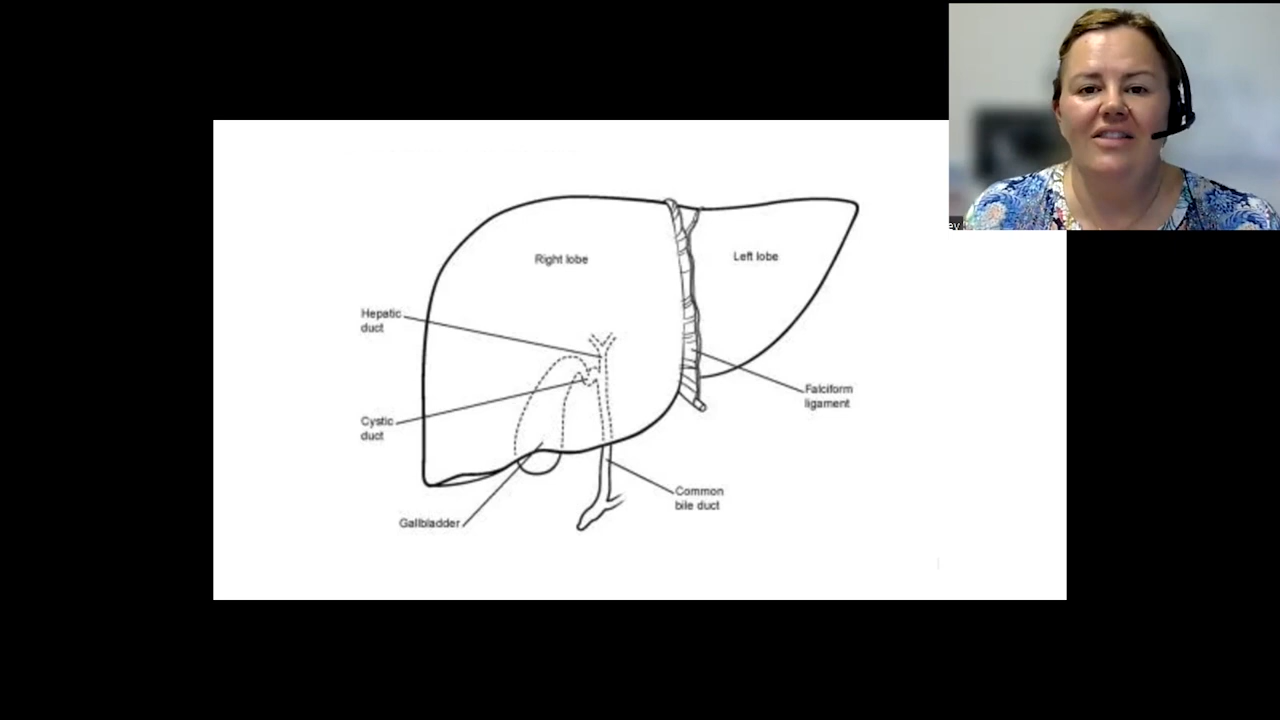 Right lobe
Left lobe
Hepatic
duct
Falciform
ligament
Cystic
duct
Common
bile duct
Gallbladder